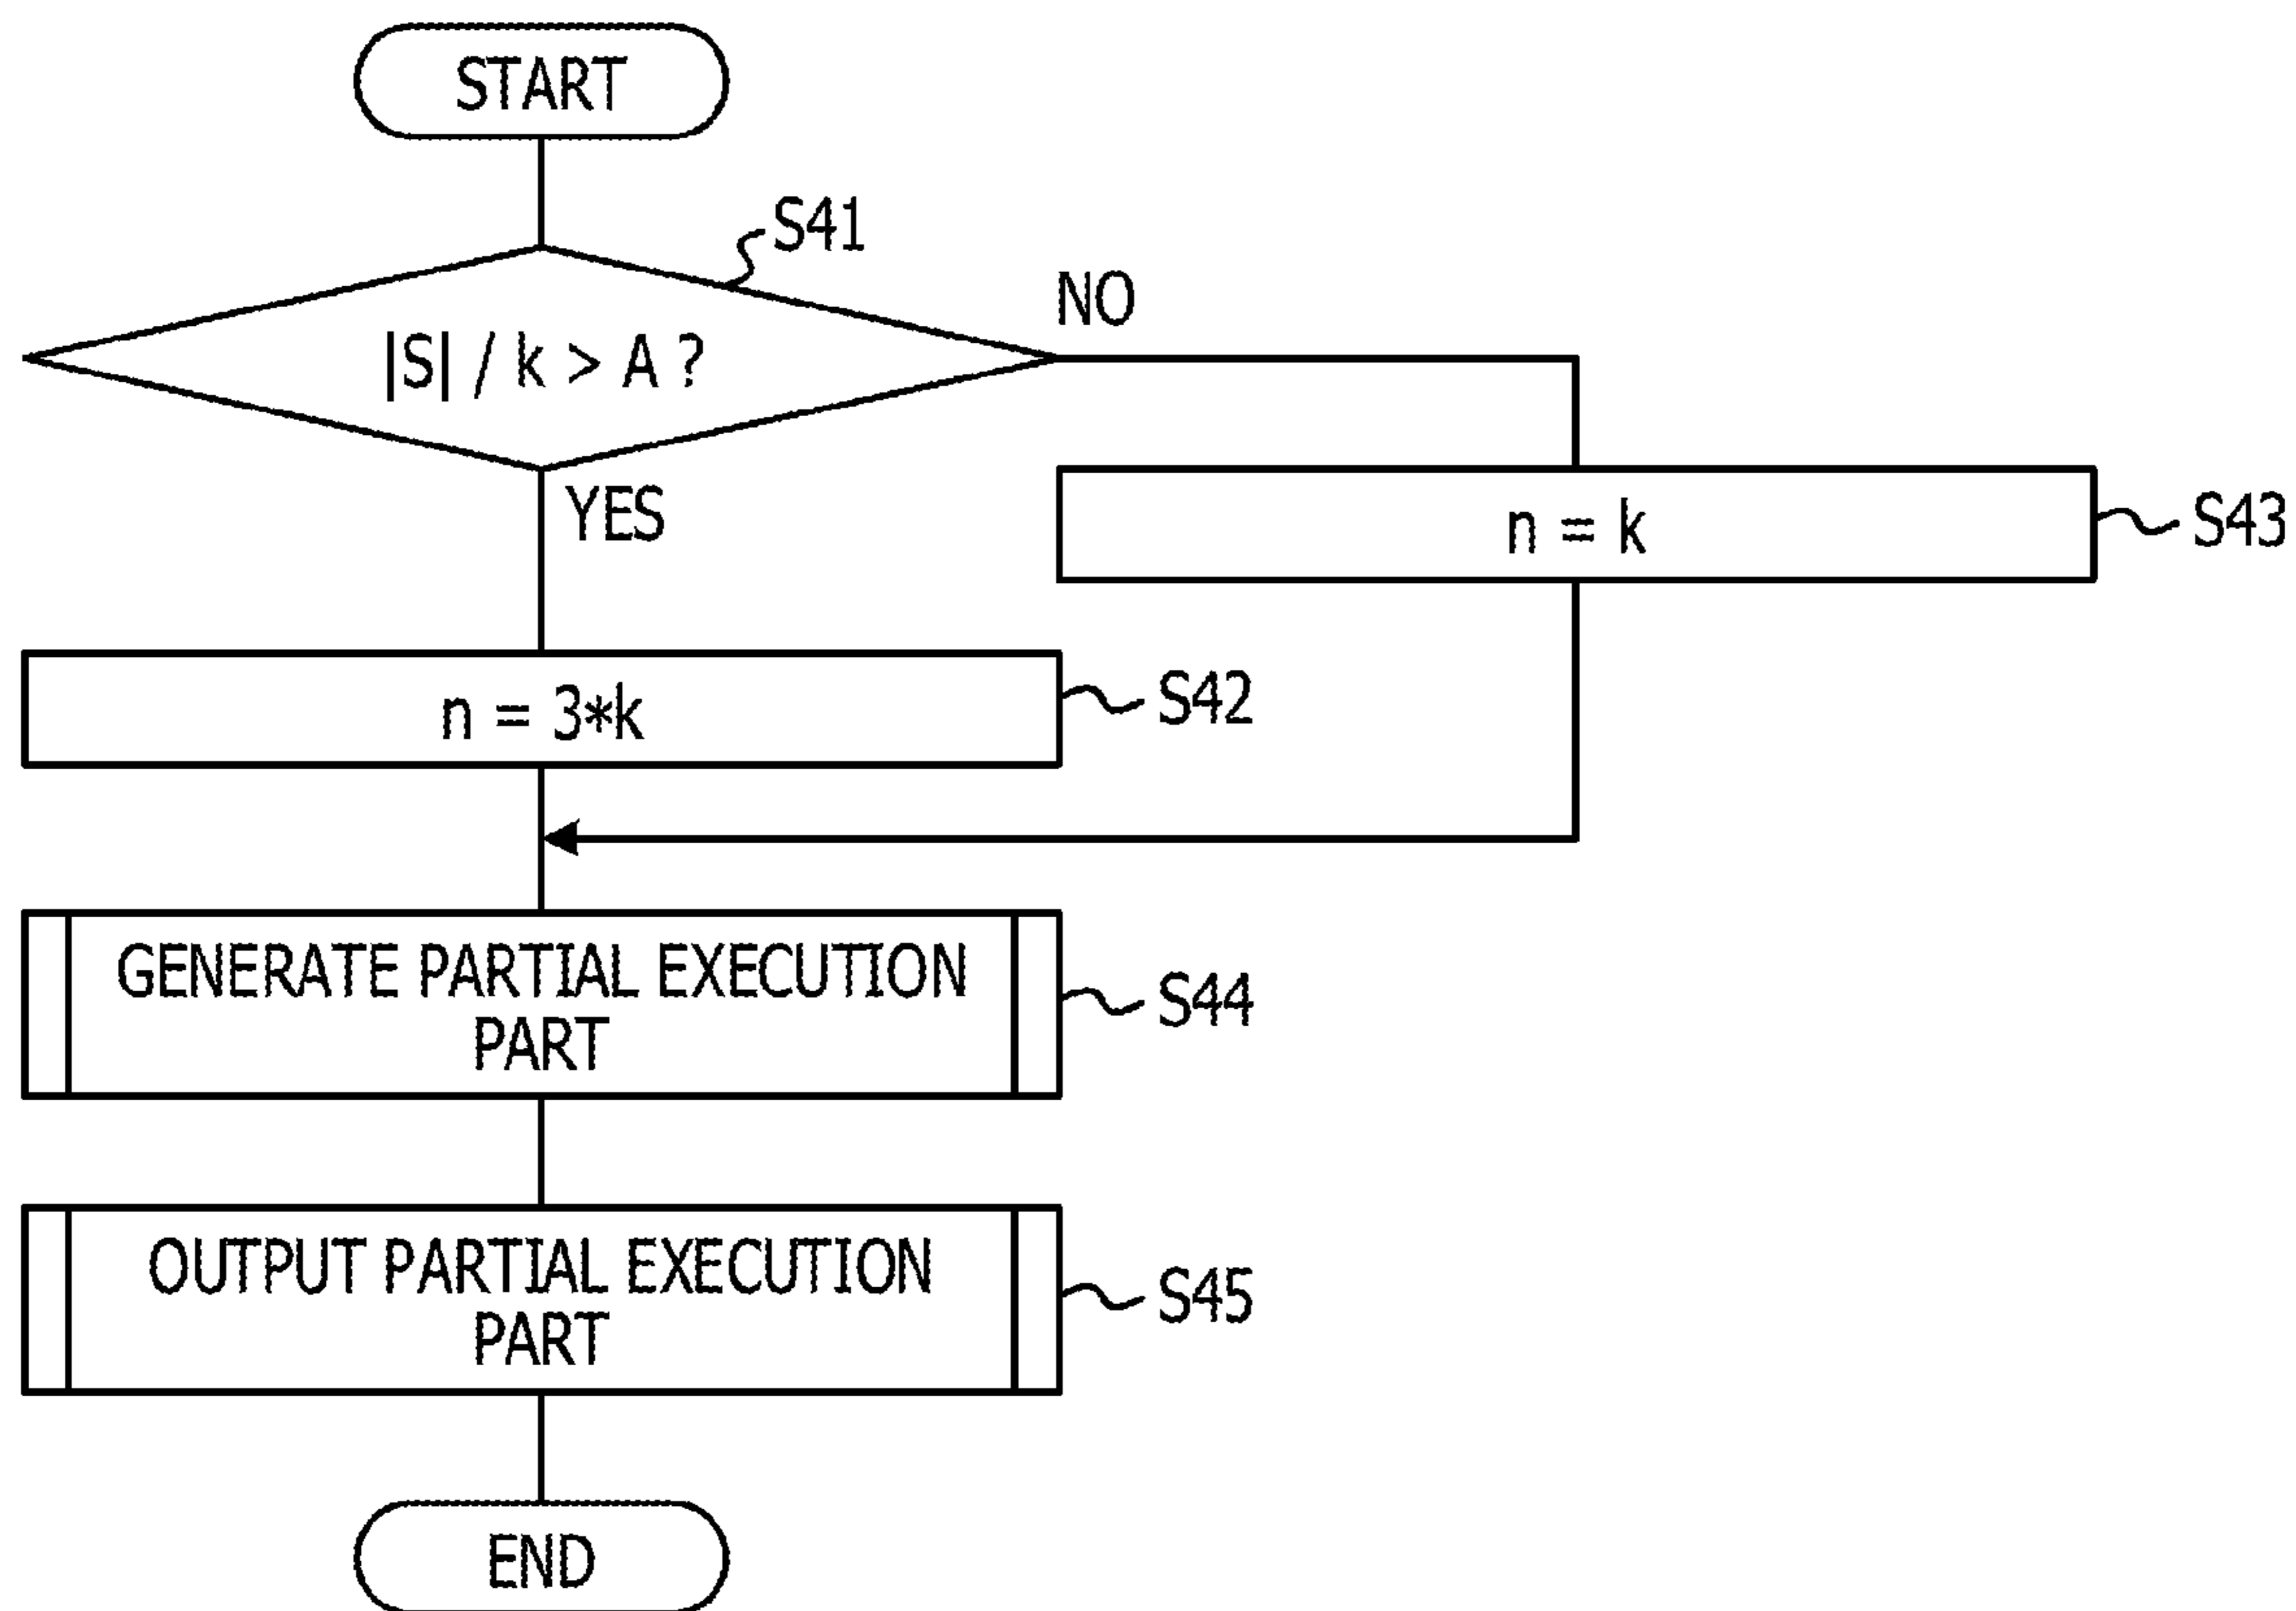 START
S41
|S| / k > A ?
NO
YES
n = k
S43
n = 3*k
S42
GENERATE PARTIAL EXECUTION
PART
S44
OUTPUT PARTIAL EXECUTION
PART
S45
END